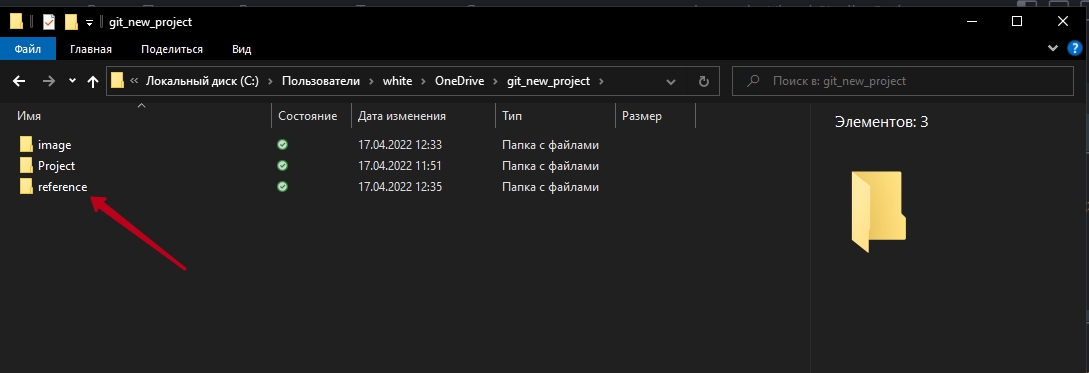 git_new_project
Файл Главная Поделиться Вид
Локальный диск (C:) Пользователи white OneDrive git_new_project Поиск в: git_new_project
Имя Состояние Дата изменения Тип Размер
Элементов: 3
image 17.04.2022 12:33 Папка с файлами
Project 17.04.2022 11:51 Папка с файлами
reference 17.04.2022 12:35 Папка с файлами